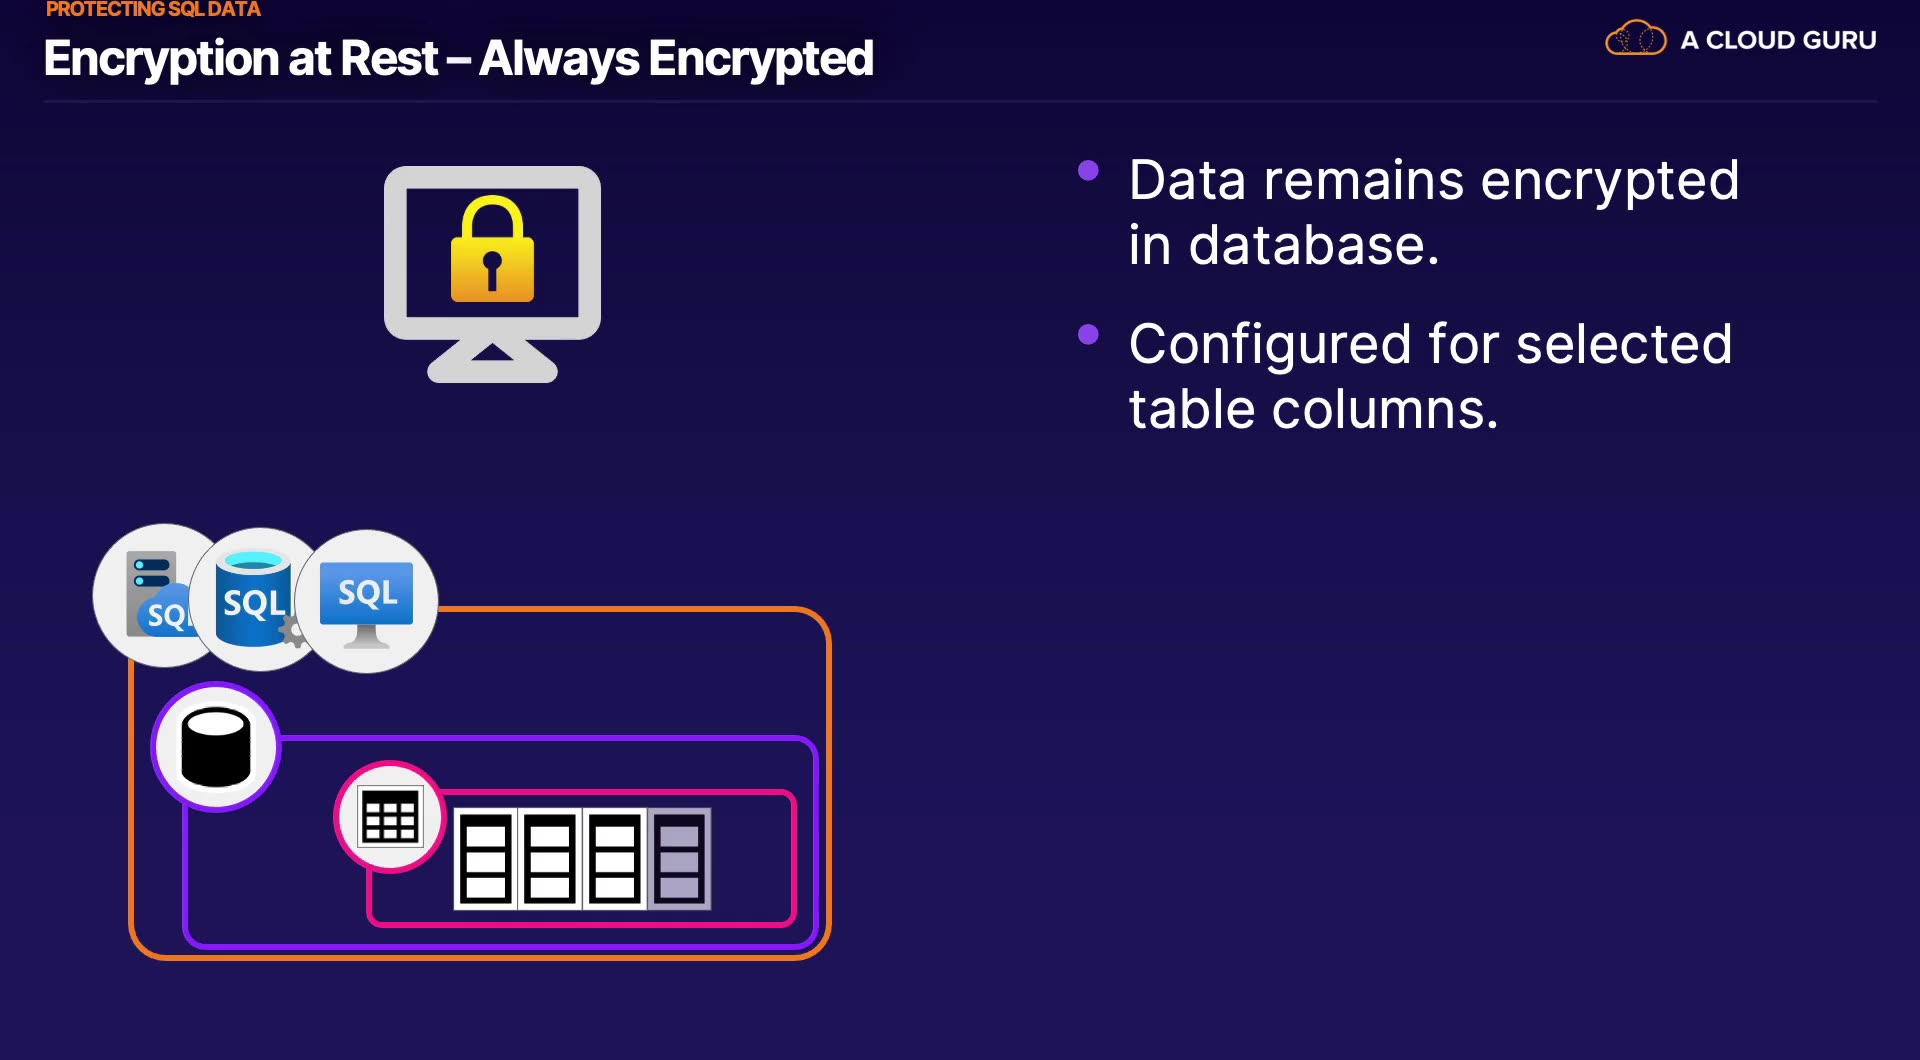 PROTECTING SQL DATA
Encryption at Rest – Always Encrypted
A CLOUD GURU
• Data remains encrypted
in database.
• Configured for selected
table columns.
SQL
SQL
SQL